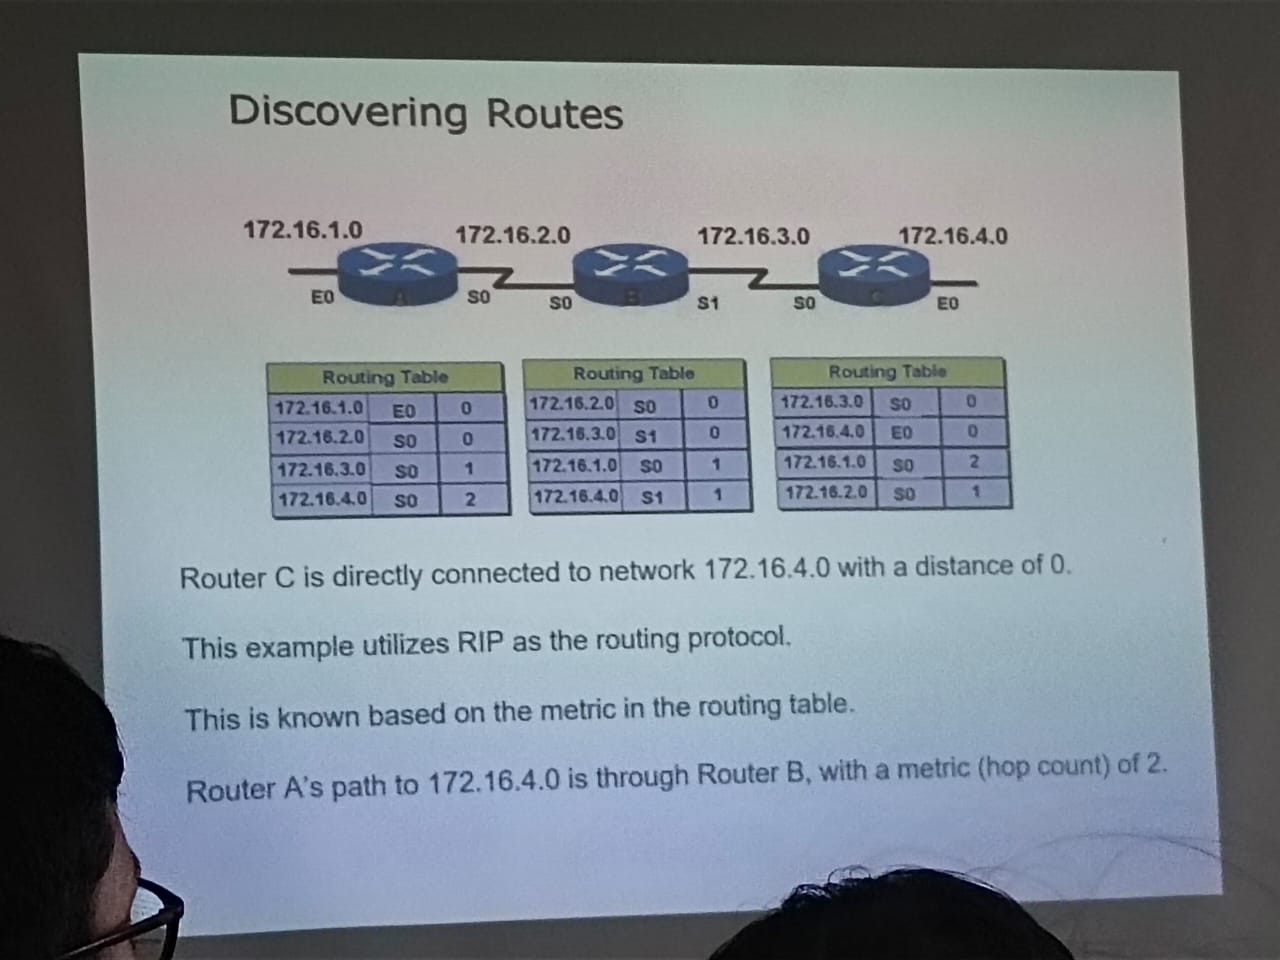 Discovering Routes
172.16.1.0 172.16.2.0 172.16.3.0 172.16.4.0
E0 A S0 S0 B S1 S0 C E0
Routing Table
172.16.1.0 E0 0
172.16.2.0 S0 0
172.16.3.0 S0 1
172.16.4.0 S0 2
Routing Table
172.16.2.0 S0 0
172.16.3.0 S1 0
172.16.1.0 S0 1
172.16.4.0 S1 1
Routing Table
172.16.3.0 S0 0
172.16.4.0 E0 0
172.16.1.0 S0 2
172.16.2.0 S0 1
Router C is directly connected to network 172.16.4.0 with a distance of 0.
This example utilizes RIP as the routing protocol.
This is known based on the metric in the routing table.
Router A's path to 172.16.4.0 is through Router B, with a metric (hop count) of 2.